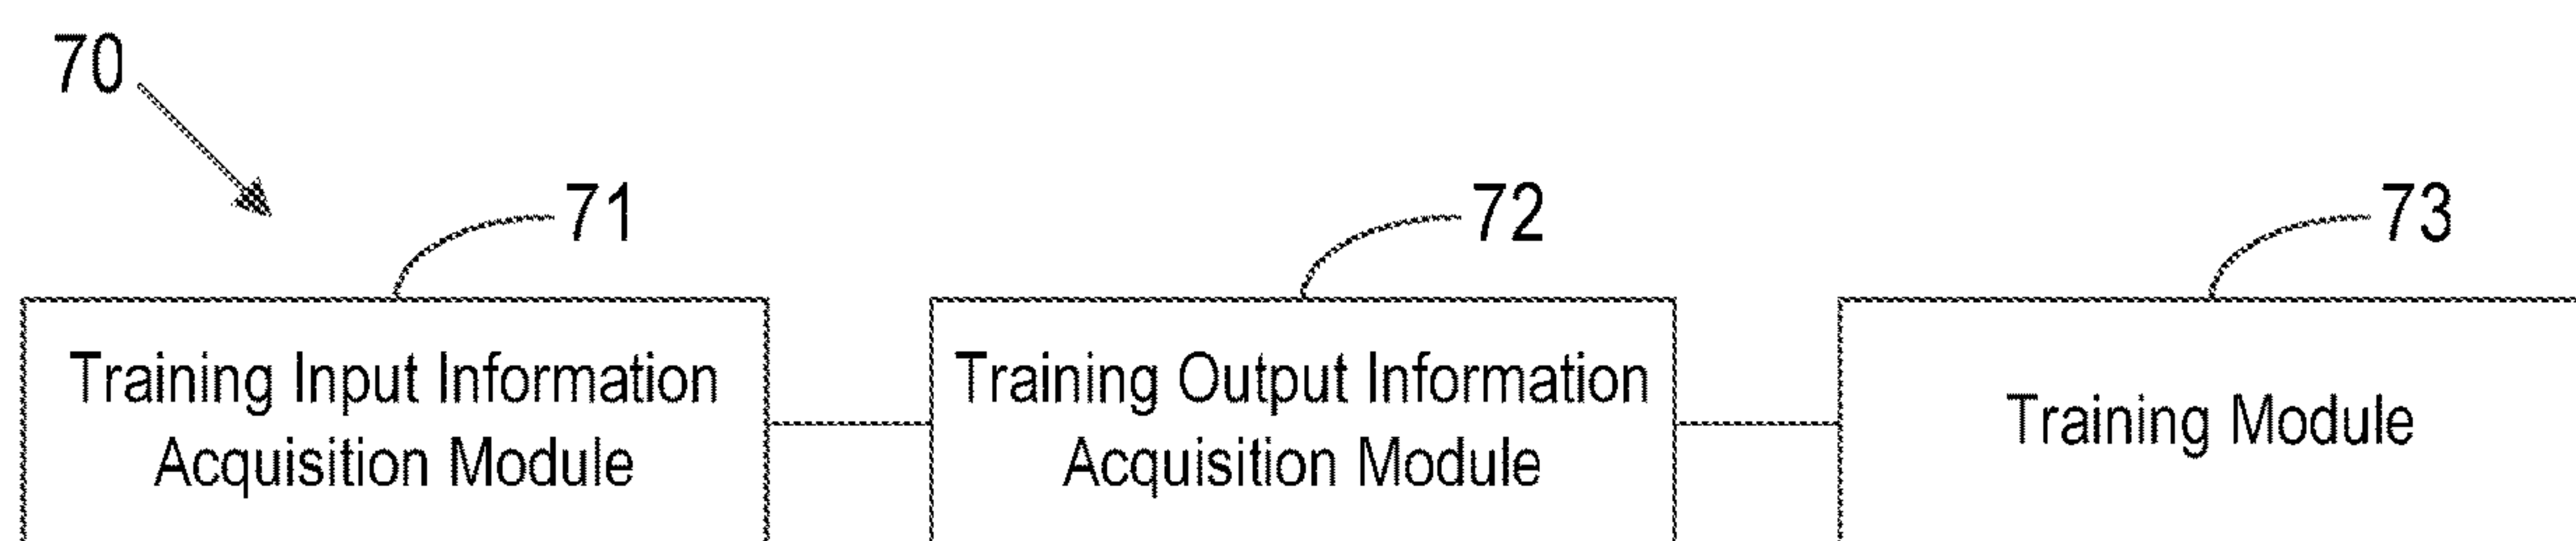 70
71
72
73
Training Input Information
Acquisition Module
Training Output Information
Acquisition Module
Training Module